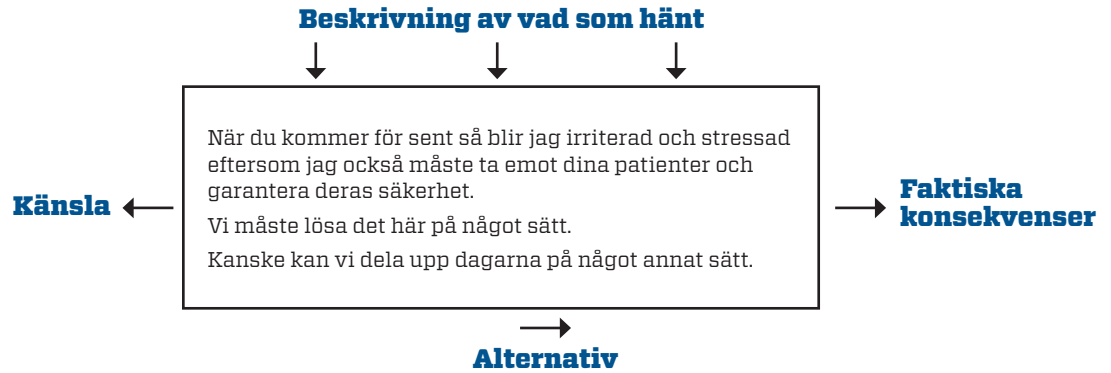 Beskrivning av vad som hänt
När du kommer för sent så blir jag irriterad och stressad
eftersom jag också måste ta emot dina patienter och
garantera deras säkerhet.
Vi måste lösa det här på något sätt.
Kanske kan vi dela upp dagarna på något annat sätt.
Känsla
Faktiska
konsekvenser
Alternativ